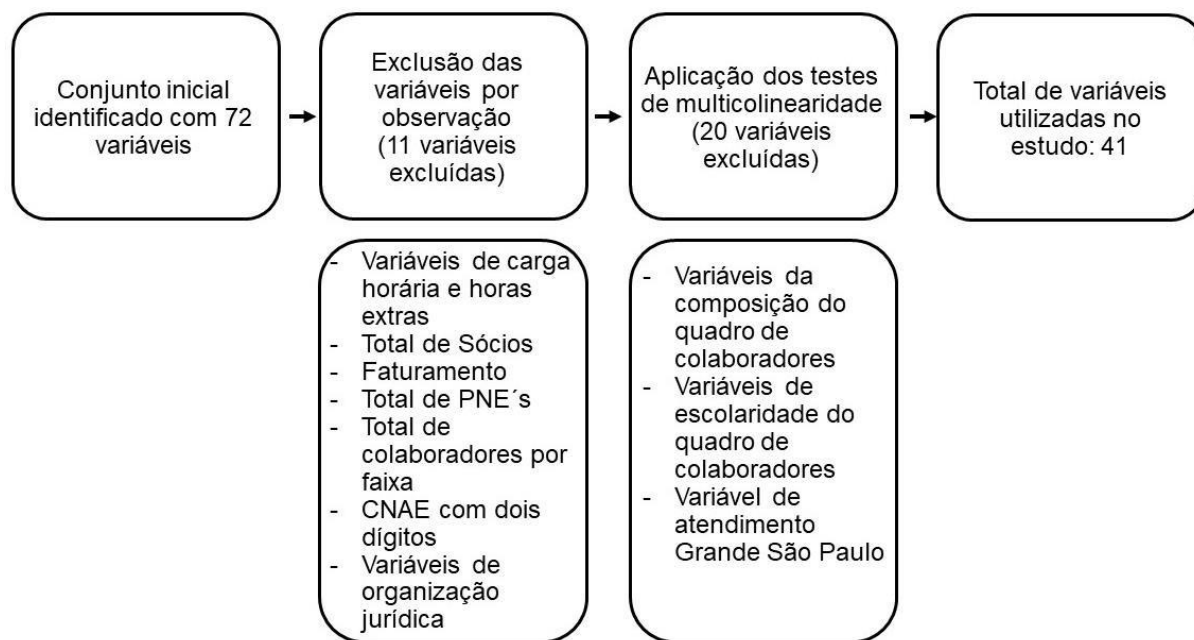 Conjunto inicial
identificado com 72
variáveis
Exclusão das
variáveis por
observação
(11 variáveis
excluídas)
Aplicação dos testes
de multicolinearidade
(20 variáveis
excluídas)
Total de variáveis
utilizadas no
estudo: 41
- Variáveis de carga
horária e horas
extras
- Total de Sócios
- Faturamento
- Total de PNE´s
- Total de
colaboradores por
faixa
- CNAE com dois
dígitos
- Variáveis de
organização
jurídica
- Variáveis da
composição do
quadro de
colaboradores
- Variáveis de
escolaridade do
quadro de
colaboradores
- Variável de
atendimento
Grande São Paulo